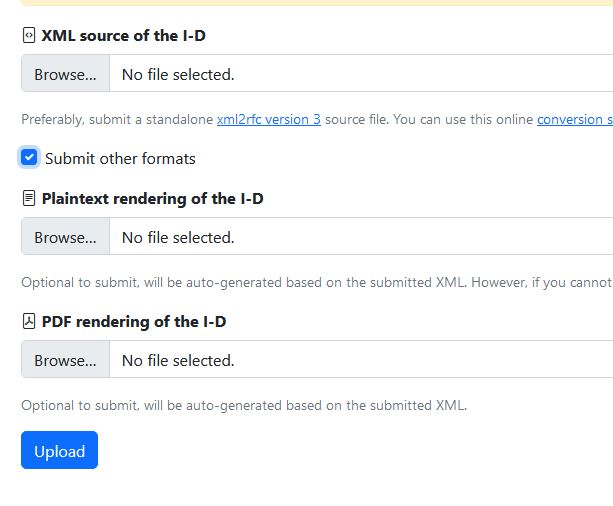 XML source of the I-D
Browse... No file selected.
Preferably, submit a standalone xml2rfc version 3 source file. You can use this online conversion s
Submit other formats
Plaintext rendering of the I-D
Browse... No file selected.
Optional to submit, will be auto-generated based on the submitted XML. However, if you cannot
PDF rendering of the I-D
Browse... No file selected.
Optional to submit, will be auto-generated based on the submitted XML.
Upload